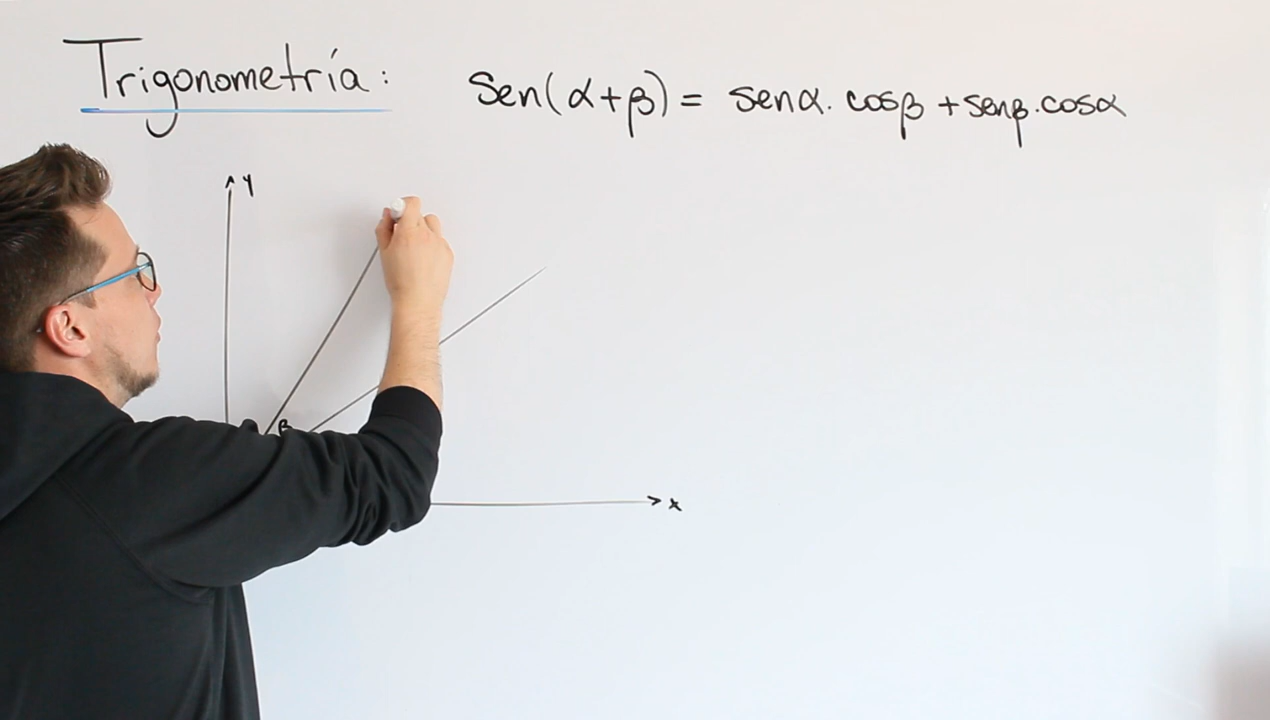 Trigonometría: Sen(α+β) = senα. cosβ + senβ.cosα
y
β
x